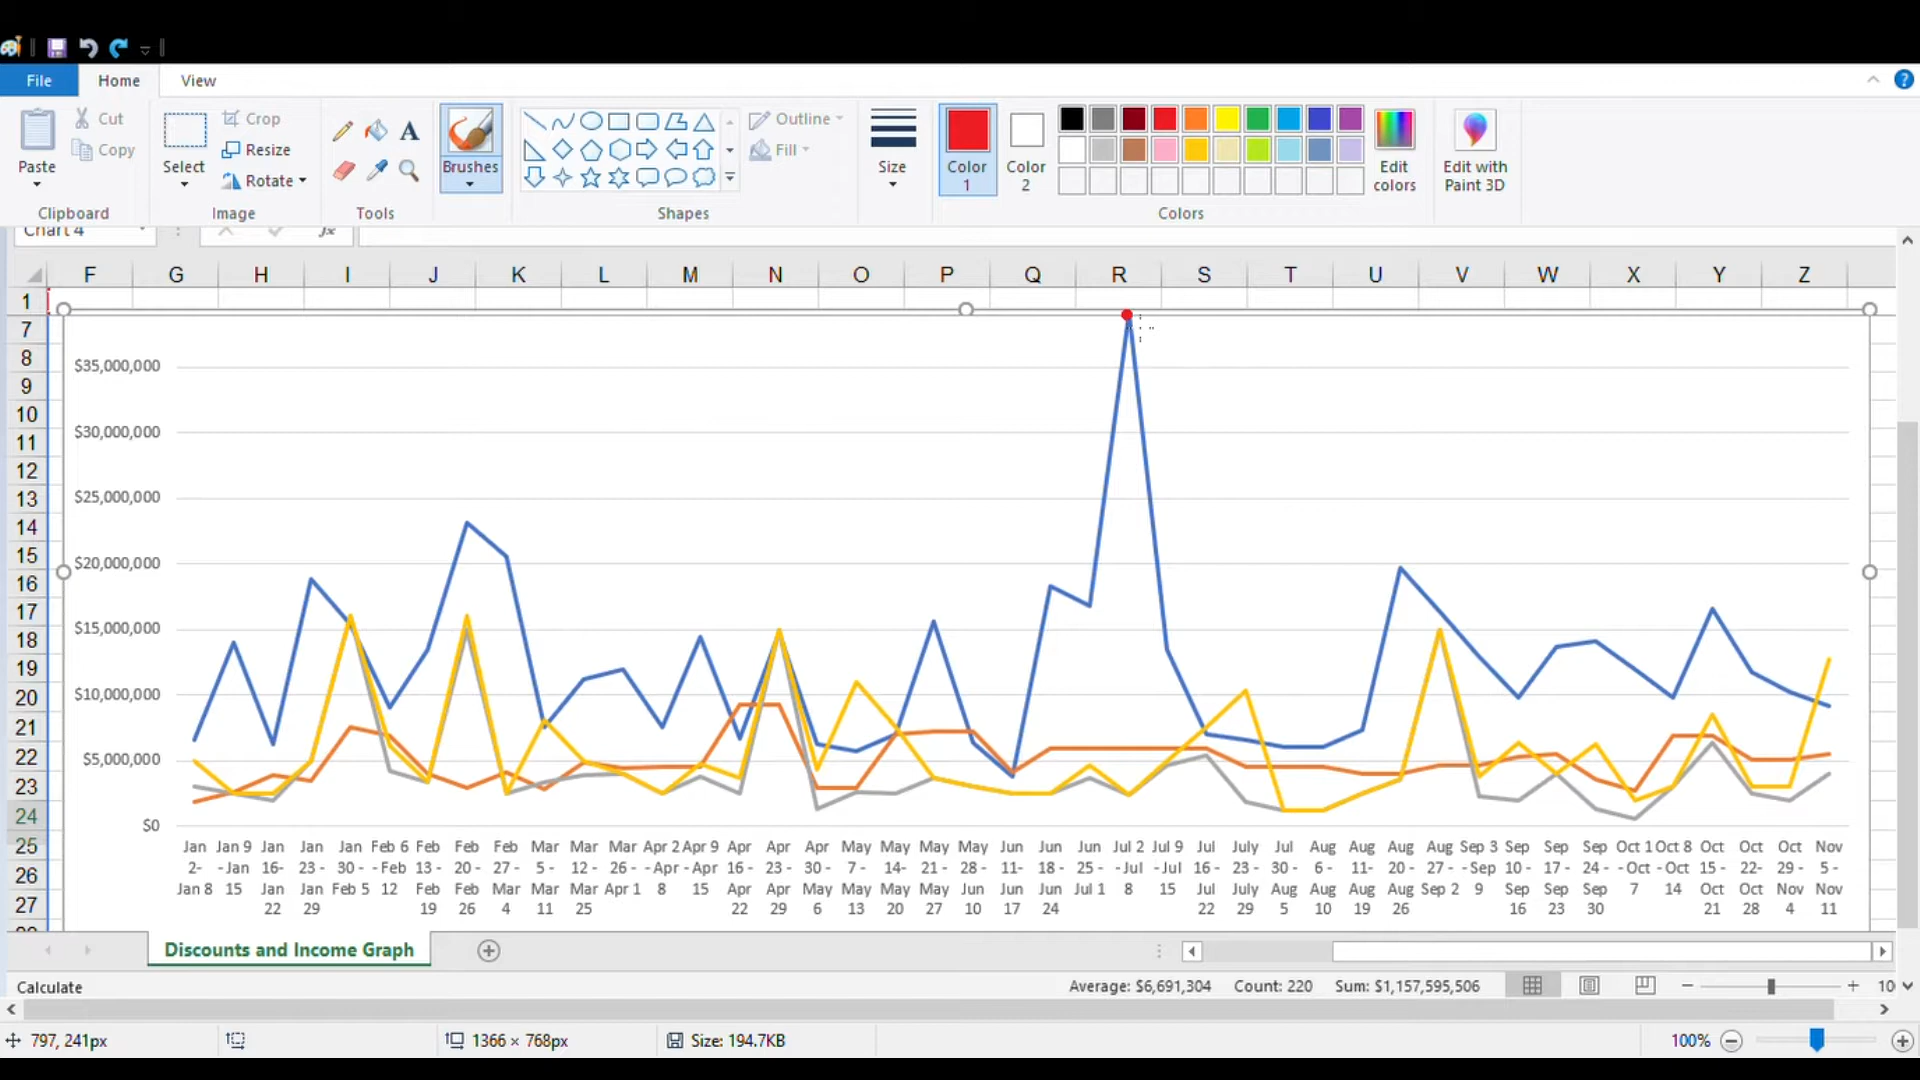 File Home View
Paste Cut Copy Select Crop Resize Rotate A Brushes Outline Fill Size Color 1 Color 2 Edit colors Edit with Paint 3D
Clipboard Image Tools Shapes Colors
Chart 4 fx
F G H I J K L M N O P Q R S T U V W X Y Z
1
7
8 $35,000,000
9
10 $30,000,000
11
12 $25,000,000
13
14
15 $20,000,000
16
17 $15,000,000
18
19
20 $10,000,000
21
22 $5,000,000
23
24 $0
25 Jan Jan 9 Jan Jan Jan Feb 6 Feb Feb Feb Mar Mar Mar Apr 2 Apr 9 Apr Apr Apr May May May May Jun Jun Jun Jul 2 Jul 9 Jul July Jul Aug Aug Aug Aug Sep 3 Sep Sep Sep Oct 1 Oct 8 Oct Oct Oct Nov
26 2- - Jan 16- 23 - 30 - - Feb 13 - 20 - 27 - 5 - 12 - 26 - - Apr - Apr 16 - 23 - 30 - 7 - 14- 21 - 28 - 11- 18 - 25 - - Jul - Jul 16 - 23 - 30 - 6 - 11- 20 - 27 - - Sep 10 - 17 - 24 - - Oct - Oct 15 - 22- 29 - 5 -
27 Jan 8 15 Jan Jan Feb 5 12 Feb Feb Mar Mar Mar Apr 1 8 15 Apr Apr May May May May Jun Jun Jun Jul 1 8 15 Jul July Aug Aug Aug Aug Sep 2 9 Sep Sep Sep 7 14 Oct Oct Nov Nov
22 29 19 26 4 11 25 22 29 6 13 20 27 10 17 24 22 29 5 10 19 26 16 23 30 21 28 4 11
Discounts and Income Graph
Calculate Average: $6,691,304 Count: 220 Sum: $1,157,595,506 10
797, 241px 1366 × 768px Size: 194.7KB 100%